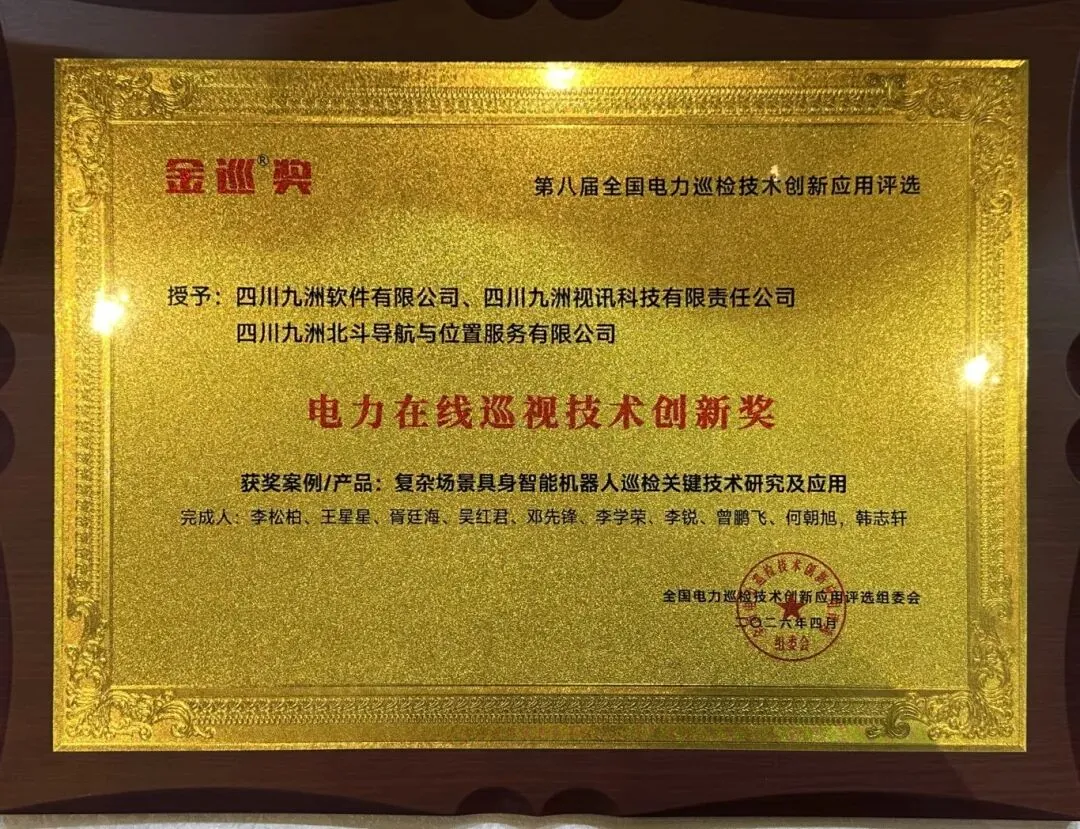 金巡®奖
第八届全国电力巡检技术创新应用评选
授予：四川九洲软件有限公司、四川九洲视讯科技有限责任公司
四川九洲北斗导航与位置服务有限公司
电力在线巡视技术创新奖
获奖案例/产品：复杂场景具身智能机器人巡检关键技术研究及应用
完成人：李松柏、王星星、胥廷海、吴红君、邓先锋、李学荣、李锐、曾鹏飞、何朝旭，韩志轩
全国电力巡检技术创新应用评选组委会
二〇二六年四月
组委会